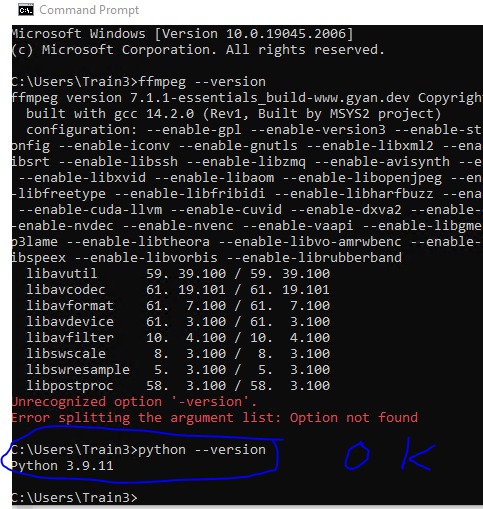 Command Prompt
Microsoft Windows [Version 10.0.19045.2006]
(c) Microsoft Corporation. All rights reserved.
C:\Users\Train3>ffmpeg --version
ffmpeg version 7.1.1-essentials_build-www.gyan.dev Copyrigh
built with gcc 14.2.0 (Rev1, Built by MSYS2 project)
configuration: --enable-gpl --enable-version3 --enable-st
onfig --enable-iconv --enable-gnutls --enable-libxml2 --ena
ibsrt --enable-libssh --enable-libzmq --enable-avisynth --e
--enable-libxvid --enable-libaom --enable-libopenjpeg --en
-libfreetype --enable-libfribidi --enable-libharfbuzz --ena
--enable-cuda-llvm --enable-cuvid --enable-dxva2 --enable-
-enable-nvdec --enable-nvenc --enable-vaapi --enable-libgme
p3lame --enable-libtheora --enable-libvo-amrwbenc --enable-
ibspeex --enable-libvorbis --enable-librubberband
libavutil 59. 39.100 / 59. 39.100
libavcodec 61. 19.101 / 61. 19.101
libavformat 61. 7.100 / 61. 7.100
libavdevice 61. 3.100 / 61. 3.100
libavfilter 10. 4.100 / 10. 4.100
libswscale 8. 3.100 / 8. 3.100
libswresample 5. 3.100 / 5. 3.100
libpostproc 58. 3.100 / 58. 3.100
Unrecognized option '-version'.
Error splitting the argument list: Option not found
C:\Users\Train3>python --version
Python 3.9.11
OK
C:\Users\Train3>